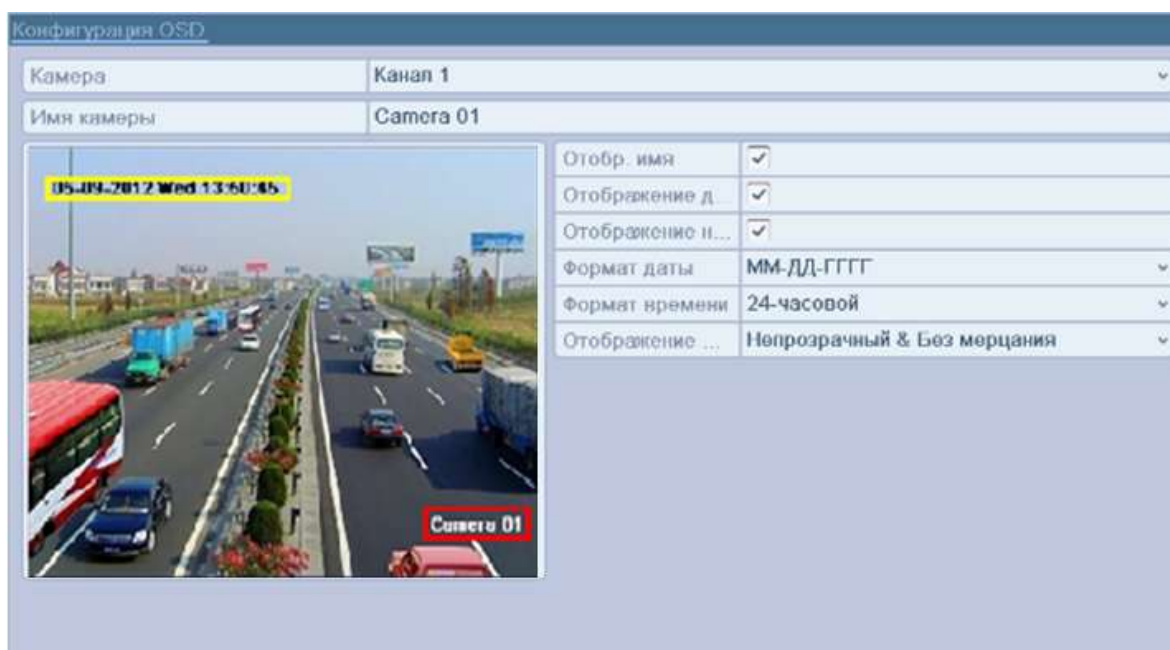 Конфигурация OSD
Камера
Канал 1
Имя камеры
Camera 01
05-09-2012 Wed 13:60:45
Camera 01
Отобр. имя
Отображение д...
Отображение н...
Формат даты
ММ-ДД-ГГГГ
Формат времени
24-часовой
Отображение ...
Непрозрачный & Без мерцания